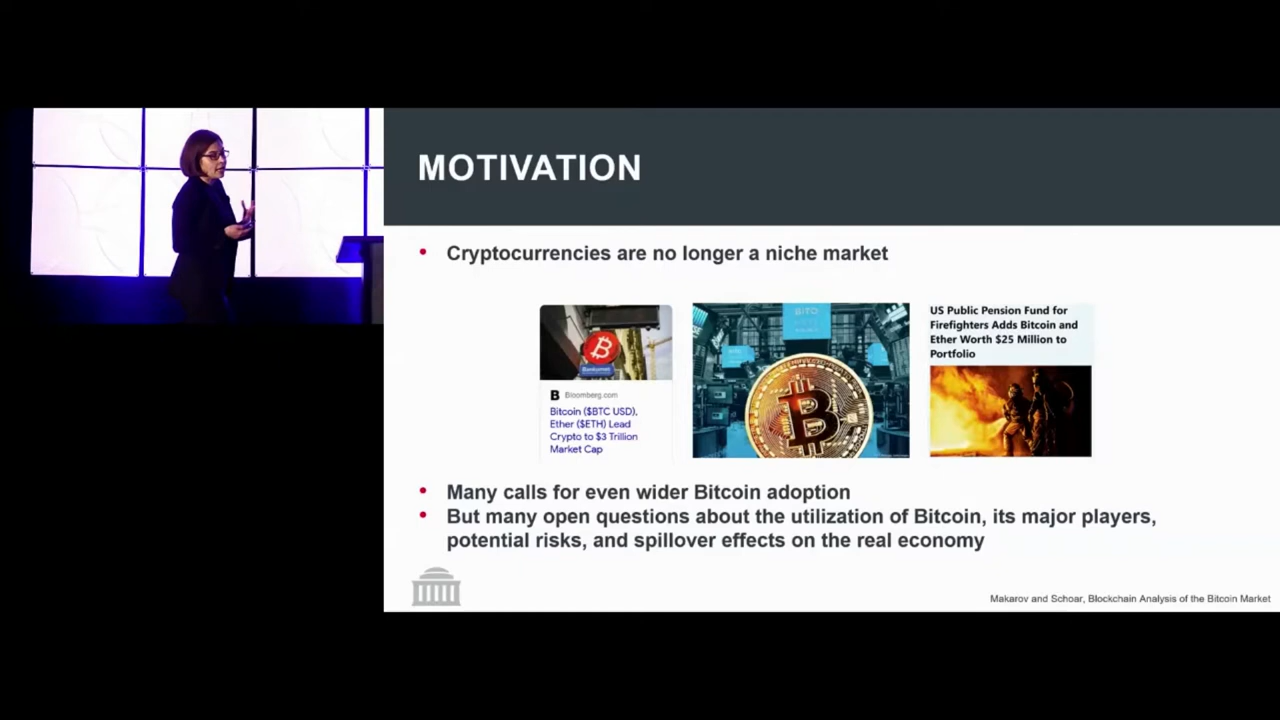 MOTIVATION
• Cryptocurrencies are no longer a niche market
BITO
Bankomat
B Bloomberg.com
Bitcoin ($BTC USD),
Ether ($ETH) Lead
Crypto to $3 Trillion
Market Cap
US Public Pension Fund for
Firefighters Adds Bitcoin and
Ether Worth $25 Million to
Portfolio
• Many calls for even wider Bitcoin adoption
• But many open questions about the utilization of Bitcoin, its major players,
potential risks, and spillover effects on the real economy
Makarov and Schoar, Blockchain Analysis of the Bitcoin Market